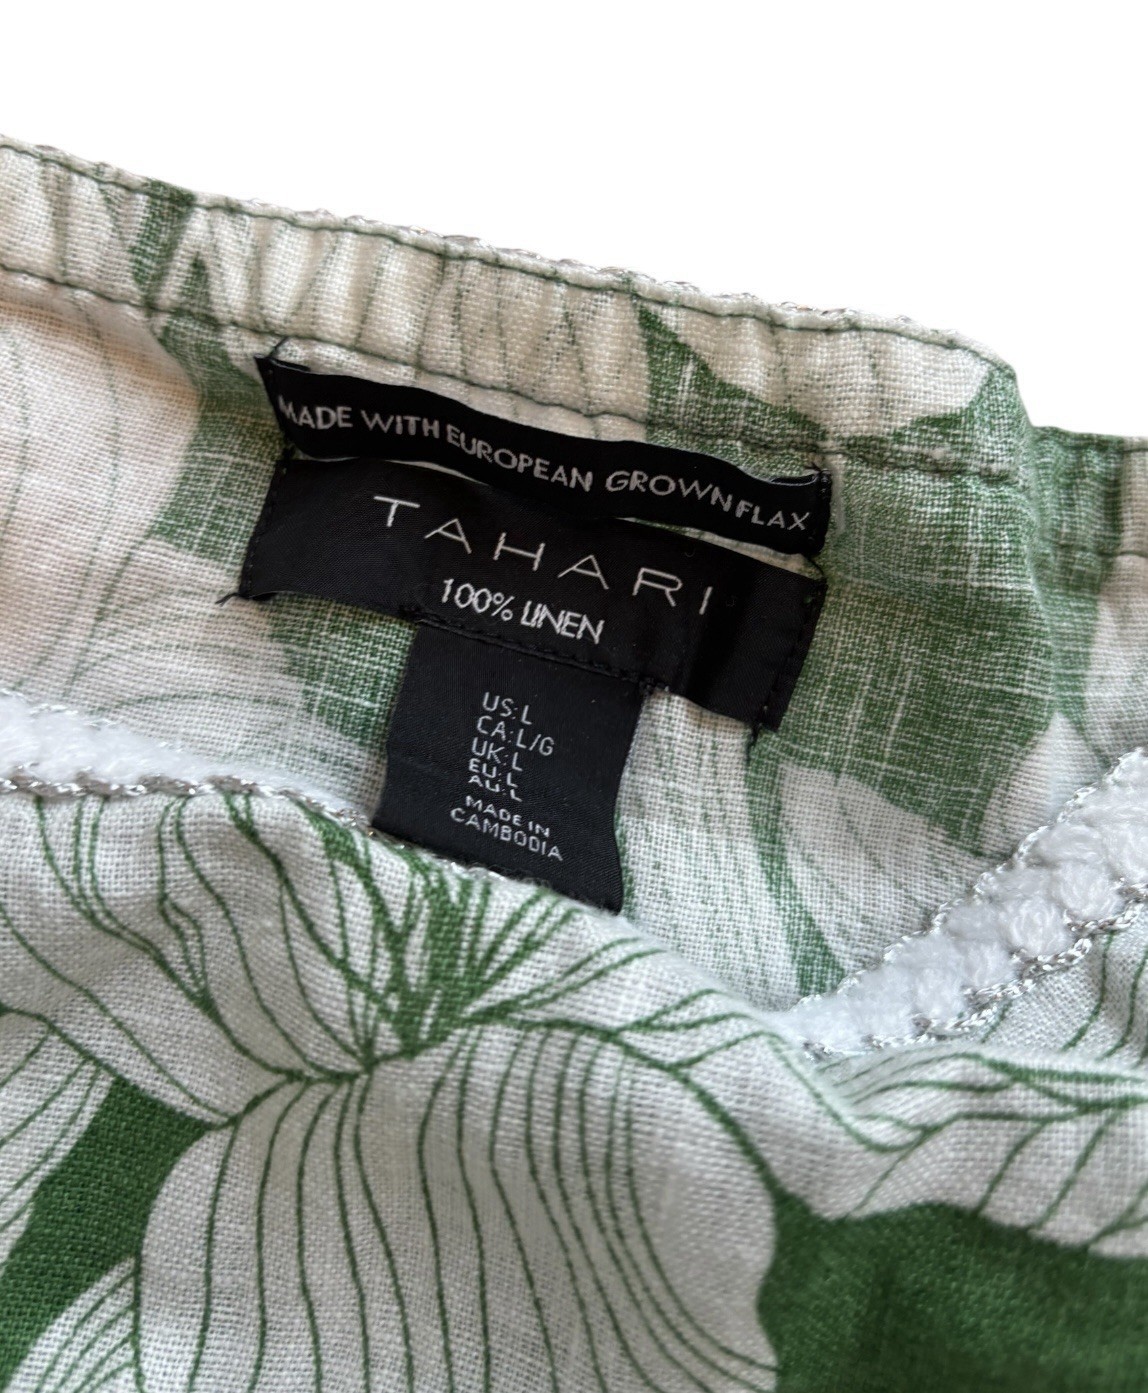 MADE WITH EUROPEAN GROWN FLAX
TAHARI
100% LINEN
US: L
CA: L/G
UK: L
EU: L
AU: L
MADE IN
CAMBODIA